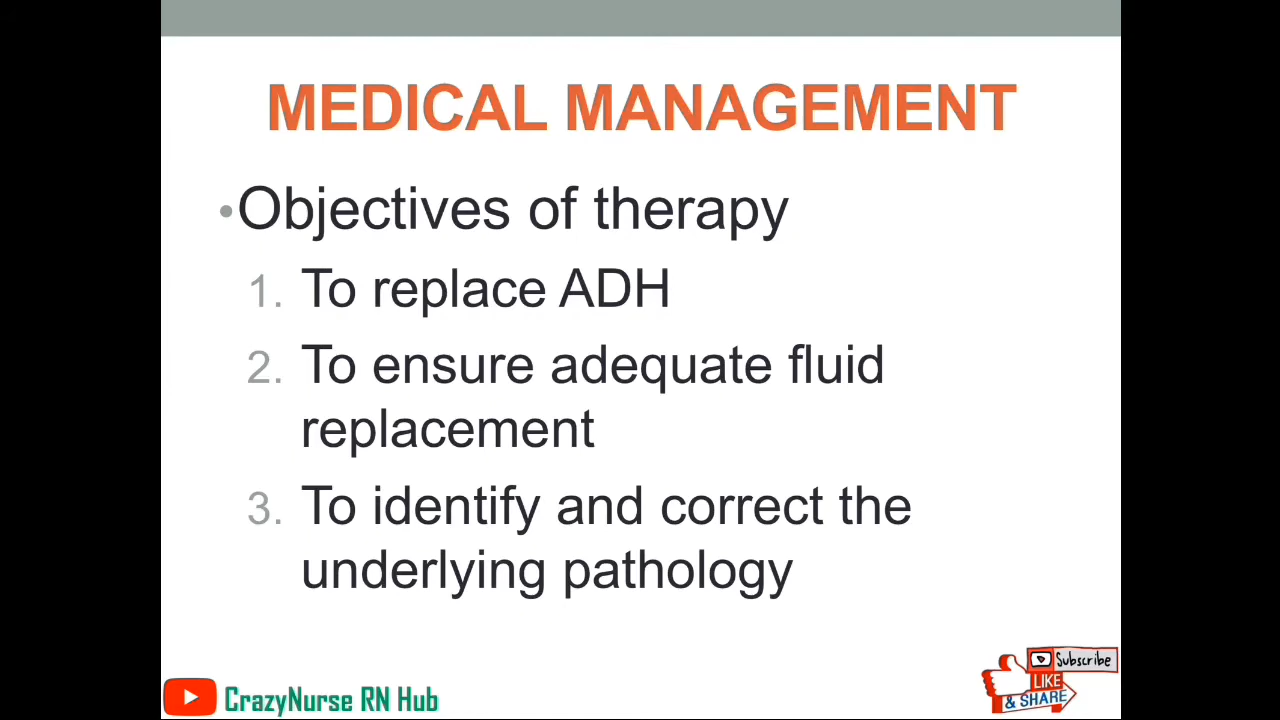 MEDICAL MANAGEMENT
•Objectives of therapy
1. To replace ADH
2. To ensure adequate fluid
replacement
3. To identify and correct the
underlying pathology
CrazyNurse RN Hub
Subscribe
LIKE
& SHARE